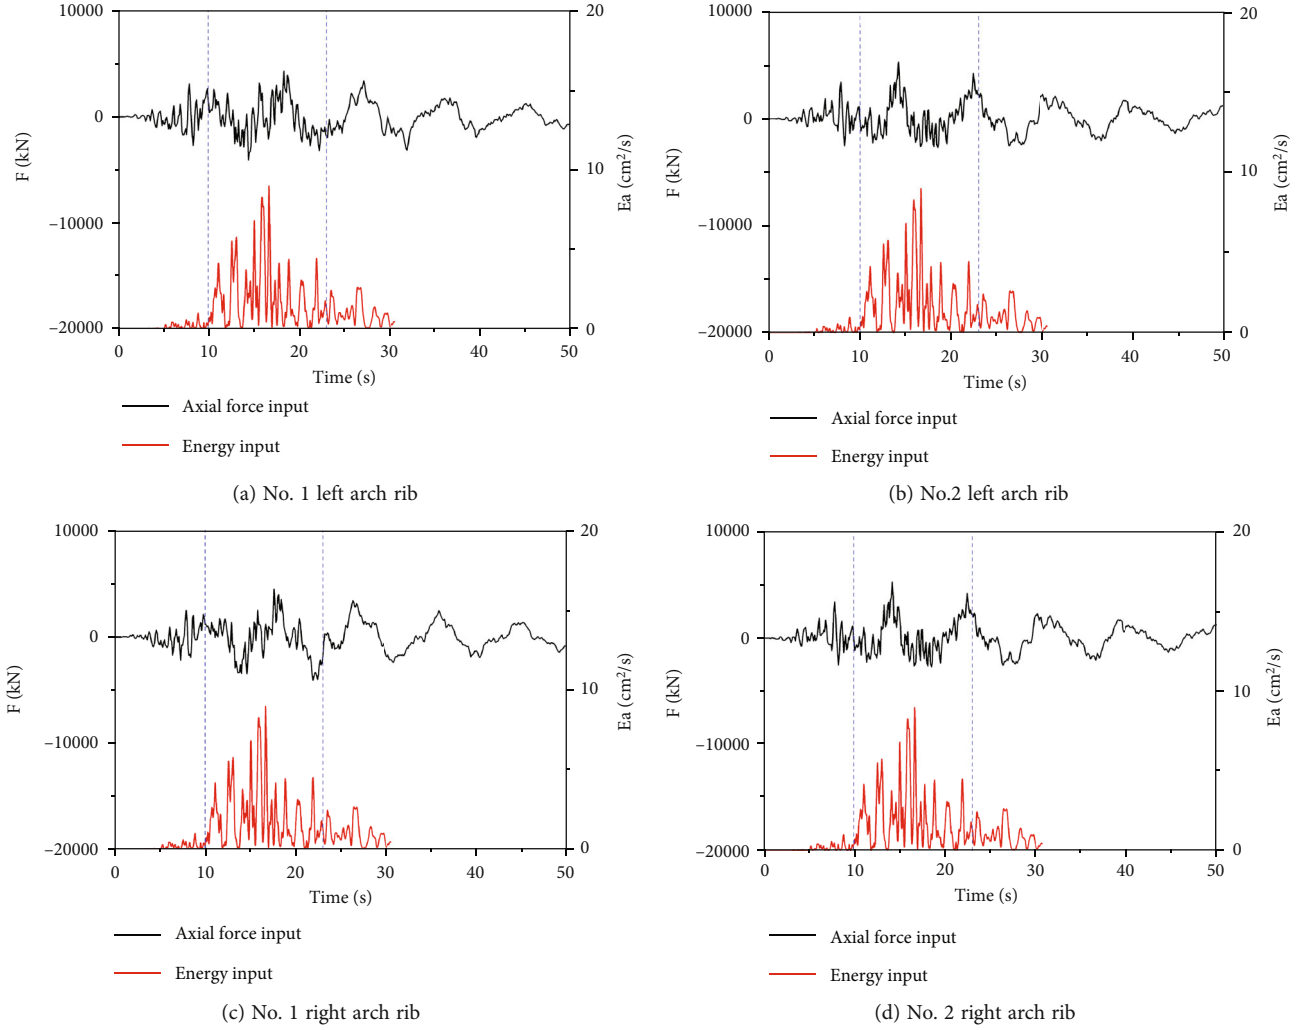 10000
0
−10000
−20000
F (kN)
20
10
0
Ea (cm²/s)
0 10 20 30 40 50
Time (s)
Axial force input
Energy input
(a) No. 1 left arch rib
10000
0
−10000
−20000
F (kN)
20
10
0
Ea (cm²/s)
0 10 20 30 40 50
Time (s)
Axial force input
Energy input
(b) No.2 left arch rib
10000
0
−10000
−20000
F (kN)
20
10
0
Ea (cm²/s)
0 10 20 30 40 50
Time (s)
Axial force input
Energy input
(c) No. 1 right arch rib
10000
0
−10000
−20000
F (kN)
20
10
0
Ea (cm²/s)
0 10 20 30 40 50
Time (s)
Axial force input
Energy input
(d) No. 2 right arch rib